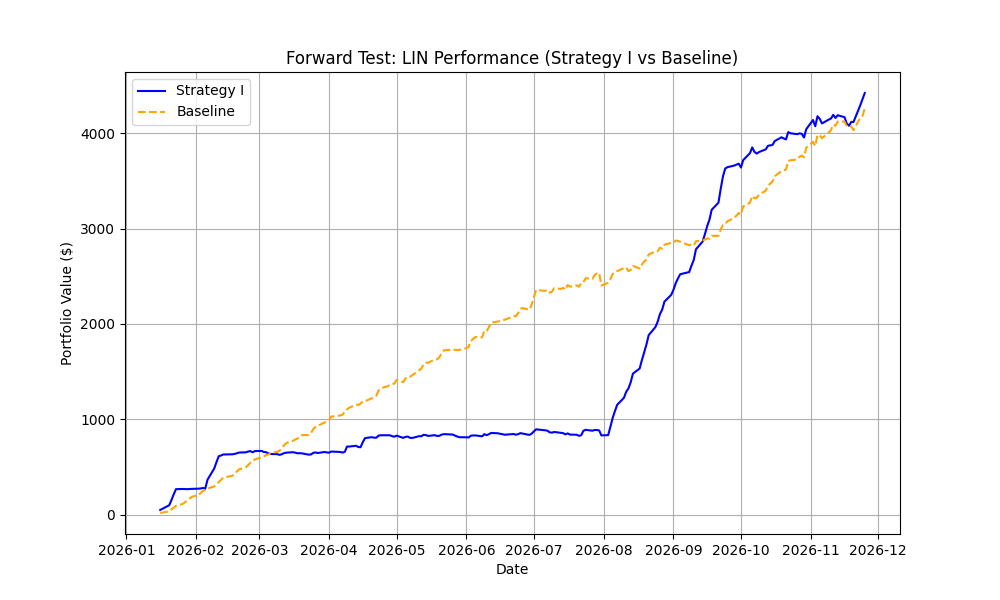 Forward Test: LIN Performance (Strategy I vs Baseline)
Strategy I
Baseline
Portfolio Value ($)
4000
3000
2000
1000
0
2026-01 2026-02 2026-03 2026-04 2026-05 2026-06 2026-07 2026-08 2026-09 2026-10 2026-11 2026-12
Date